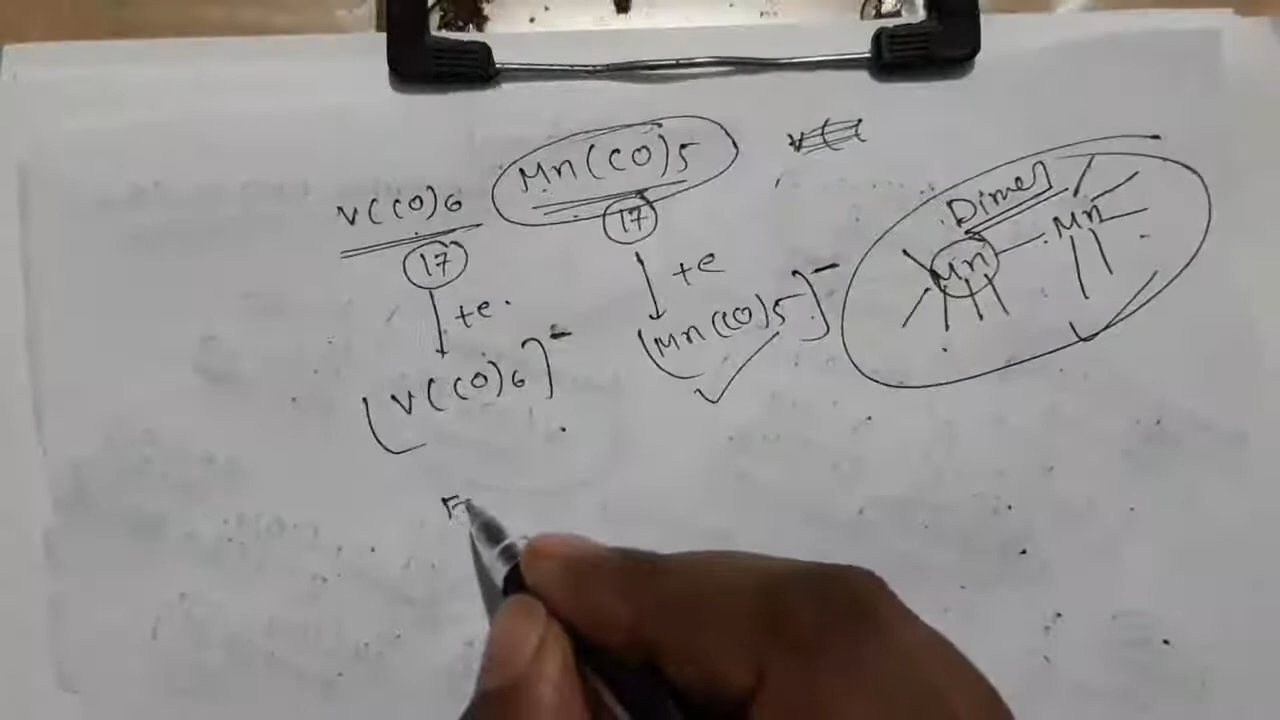 V(CO)6
Mn(CO)5
17
17
+e.
+e
[V(CO)6]-
[Mn(CO)5]-
Dimer
Mn
Mn
F